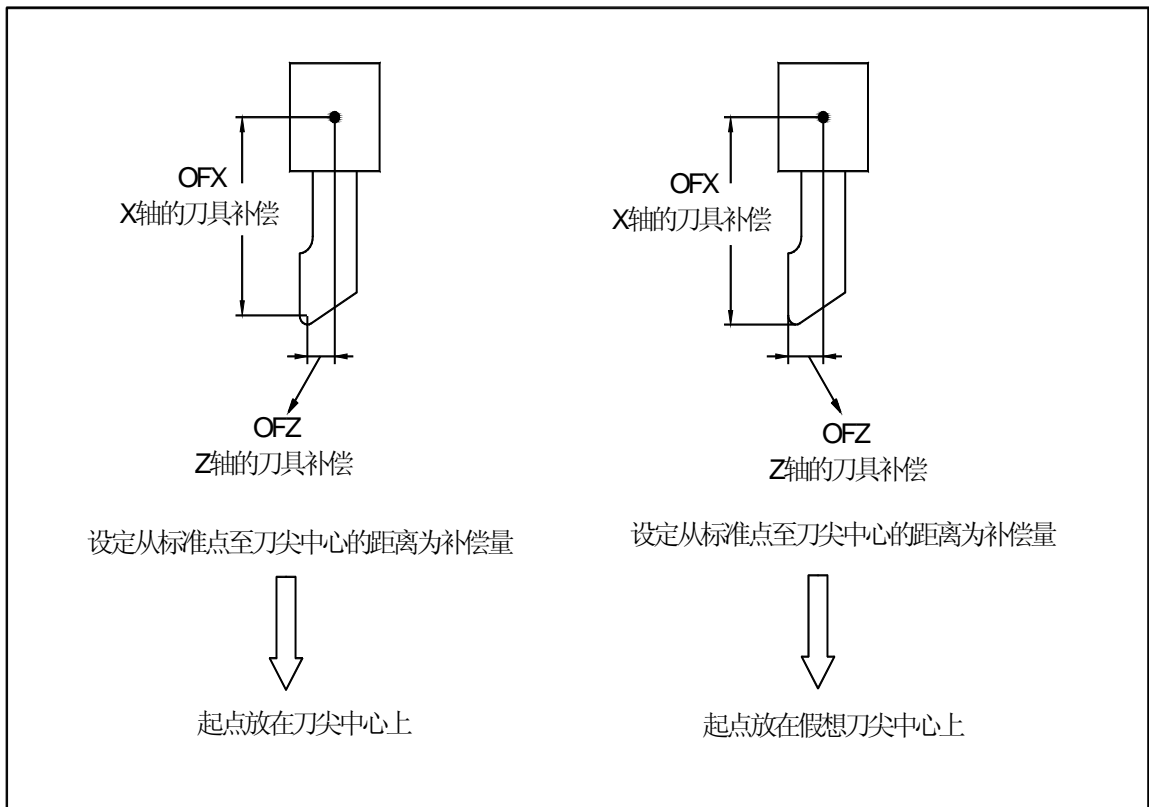 OFX
X轴的刀具补偿
OFZ
Z轴的刀具补偿
设定从标准点至刀尖中心的距离为补偿量
起点放在刀尖中心上
OFX
X轴的刀具补偿
OFZ
Z轴的刀具补偿
设定从标准点至刀尖中心的距离为补偿量
起点放在假想刀尖中心上